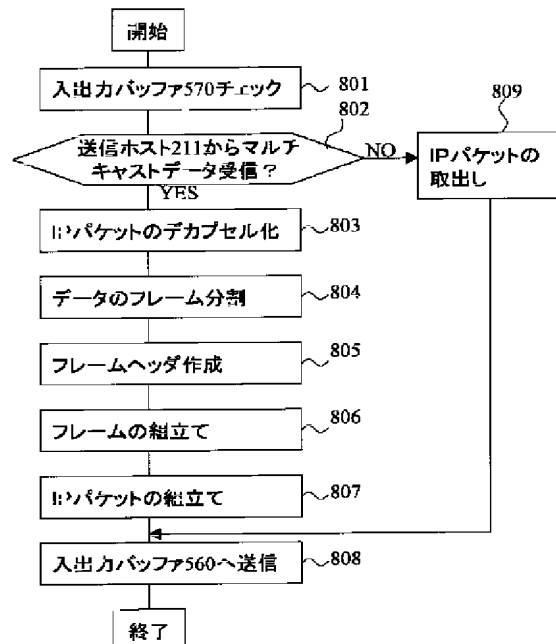 開始
入出力バッファ570チェック
801
802
送信ホスト211からマルチ
キャストデータ受信？
NO
YES
809
IPパケットの
取出し
IPパケットのデカプセル化
803
データのフレーム分割
804
フレームヘッダ作成
805
フレームの組立て
806
IPパケットの組立て
807
入出力バッファ560へ送信
808
終了